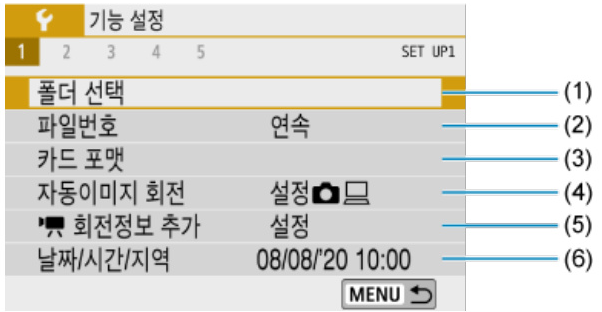 기능 설정
1 2 3 4 5 SET UP1
폴더 선택 (1)
파일번호 연속 (2)
카드 포맷 (3)
자동이미지 회전 설정 (4)
회전정보 추가 설정 (5)
날짜/시간/지역 08/08/'20 10:00 (6)
MENU